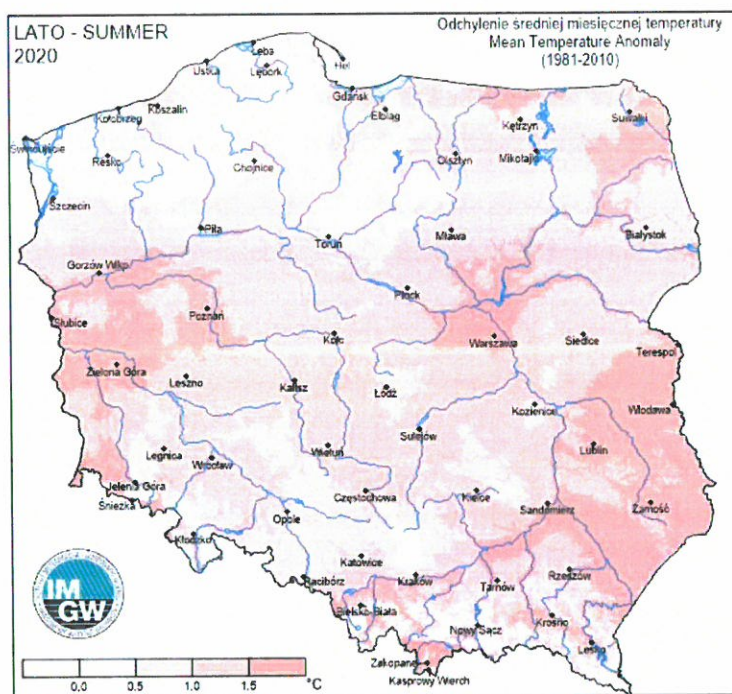 LATO - SUMMER
2020
Odchylenie średniej miesięcznej temperatury
Mean Temperature Anomaly
(1981-2010)
Łeba
Hel
Ustka
Lębork
Gdańsk
Koszalin
Kołobrzeg
Elbląg
Kętrzyn
Suwałki
Świnoujście
Resko
Chojnice
Olsztyn
Mikołajki
Szczecin
Piła
Toruń
Mława
Białystok
Gorzów Wlkp.
Płock
Słubice
Poznań
Koło
Warszawa
Siedlce
Terespol
Zielona Góra
Leszno
Kalisz
Łódź
Kozienice
Włodawa
Sulejów
Legnica
Wrocław
Wieluń
Lublin
Jelenia Góra
Śnieżka
Częstochowa
Kielce
Sandomierz
Zamość
Opole
Kłodzko
Katowice
Racibórz
Kraków
Tarnów
Rzeszów
Bielsko-Biała
Nowy Sącz
Krosno
Lesko
Zakopane
Kasprowy Wierch
IM
GW
0.0 0.5 1.0 1.5 °C